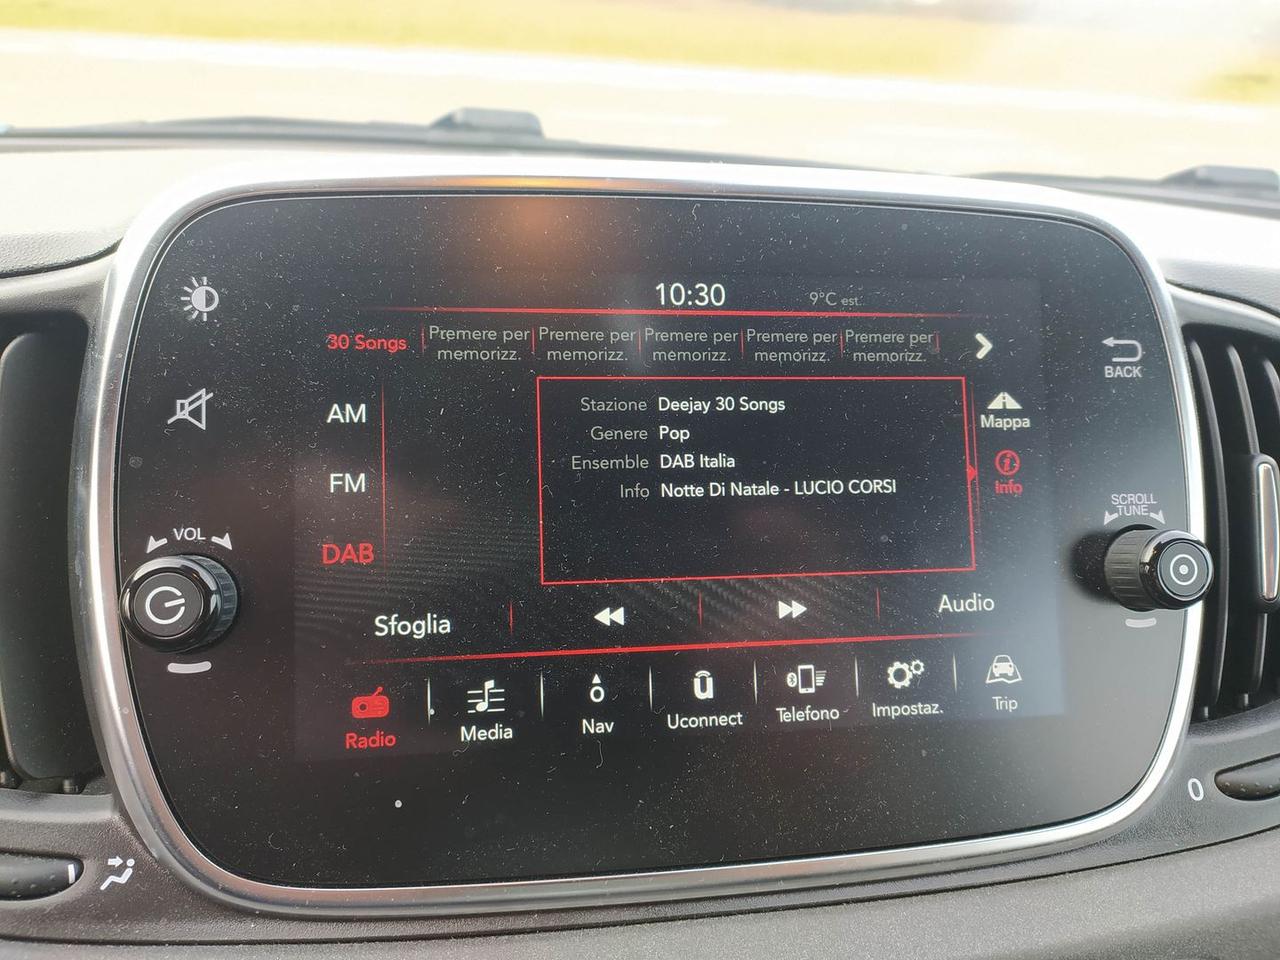 10:30
9°C est.
30 Songs
Premere per memorizz.
Premere per memorizz.
Premere per memorizz.
Premere per memorizz.
Premere per memorizz.
BACK
AM
Stazione Deejay 30 Songs
Mappa
Genere Pop
Ensemble DAB Italia
FM
Info Notte Di Natale - LUCIO CORSI
Info
SCROLL
TUNE
VOL
DAB
Sfoglia
Audio
Radio
Media
Nav
Uconnect
Telefono
Impostaz.
Trip
0